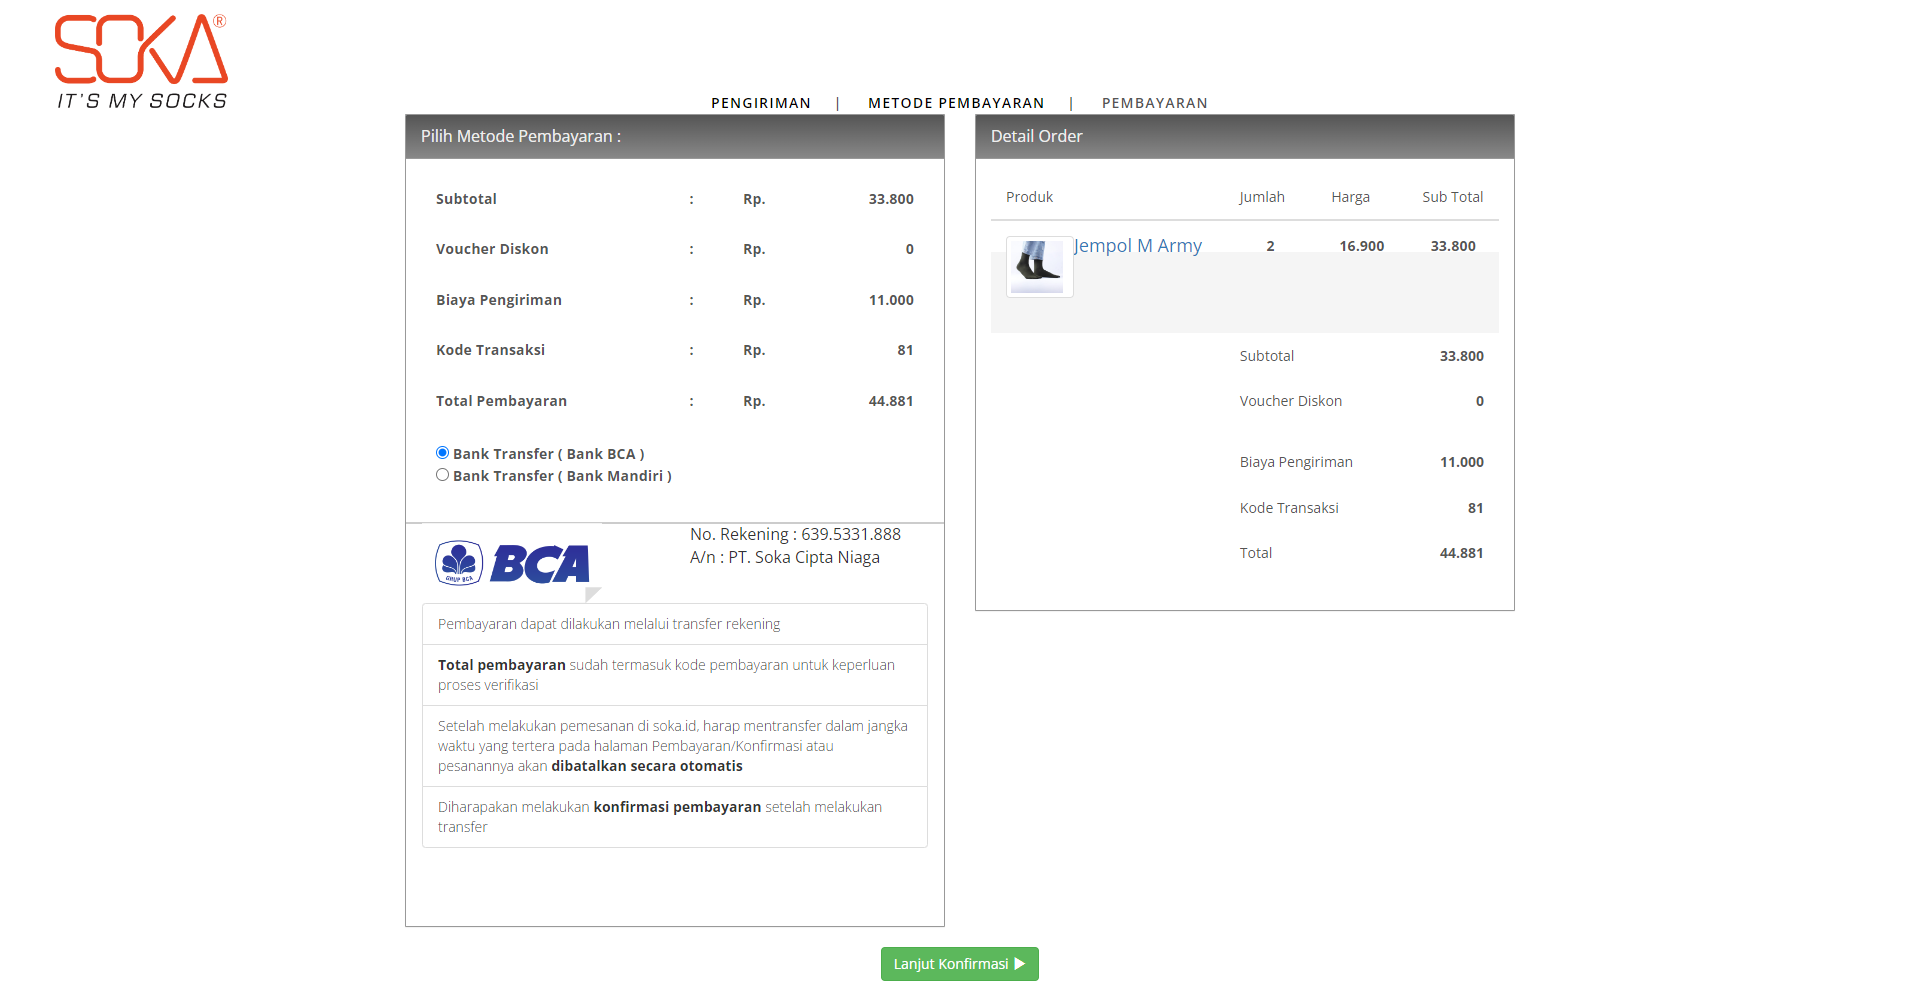 SOKA®
IT'S MY SOCKS
PENGIRIMAN | METODE PEMBAYARAN | PEMBAYARAN
Pilih Metode Pembayaran :
Subtotal : Rp. 33.800
Voucher Diskon : Rp. 0
Biaya Pengiriman : Rp. 11.000
Kode Transaksi : Rp. 81
Total Pembayaran : Rp. 44.881
Bank Transfer ( Bank BCA )
Bank Transfer ( Bank Mandiri )
GRUP BCA
BCA
No. Rekening : 639.5331.888
A/n : PT. Soka Cipta Niaga
Pembayaran dapat dilakukan melalui transfer rekening
Total pembayaran sudah termasuk kode pembayaran untuk keperluan
proses verifikasi
Setelah melakukan pemesanan di soka.id, harap mentransfer dalam jangka
waktu yang tertera pada halaman Pembayaran/Konfirmasi atau
pesanannya akan dibatalkan secara otomatis
Diharapakan melakukan konfirmasi pembayaran setelah melakukan
transfer
Detail Order
Produk Jumlah Harga Sub Total
Jempol M Army 2 16.900 33.800
Subtotal 33.800
Voucher Diskon 0
Biaya Pengiriman 11.000
Kode Transaksi 81
Total 44.881
Lanjut Konfirmasi